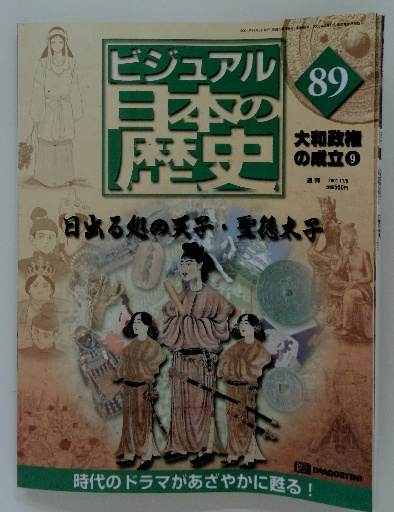 ビジュアル
日本の
歴史
89
大和政権
の成立9
週刊
日出る処の天子・聖徳太子
DeAGOSTINI
時代のドラマがあざやかに甦る!